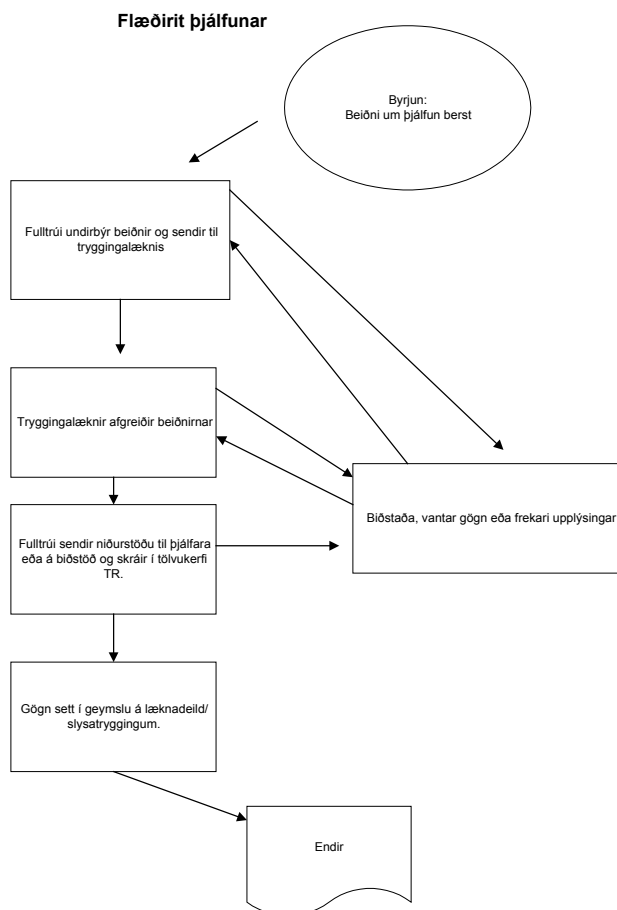 Flæðirit þjálfunar
Byrjun:
Beiðni um þjálfun berst
Fulltrúi undirbýr beiðnir og sendir til
tryggingalæknis
Tryggingalæknir afgreiðir beiðnirnar
Biðstaða, vantar gögn eða frekari upplýsingar
Fulltrúi sendir niðurstöðu til þjálfara
eða á biðstöð og skráir í tölvukerfi
TR.
Gögn sett í geymslu á læknadeild/
slysatryggingum.
Endir